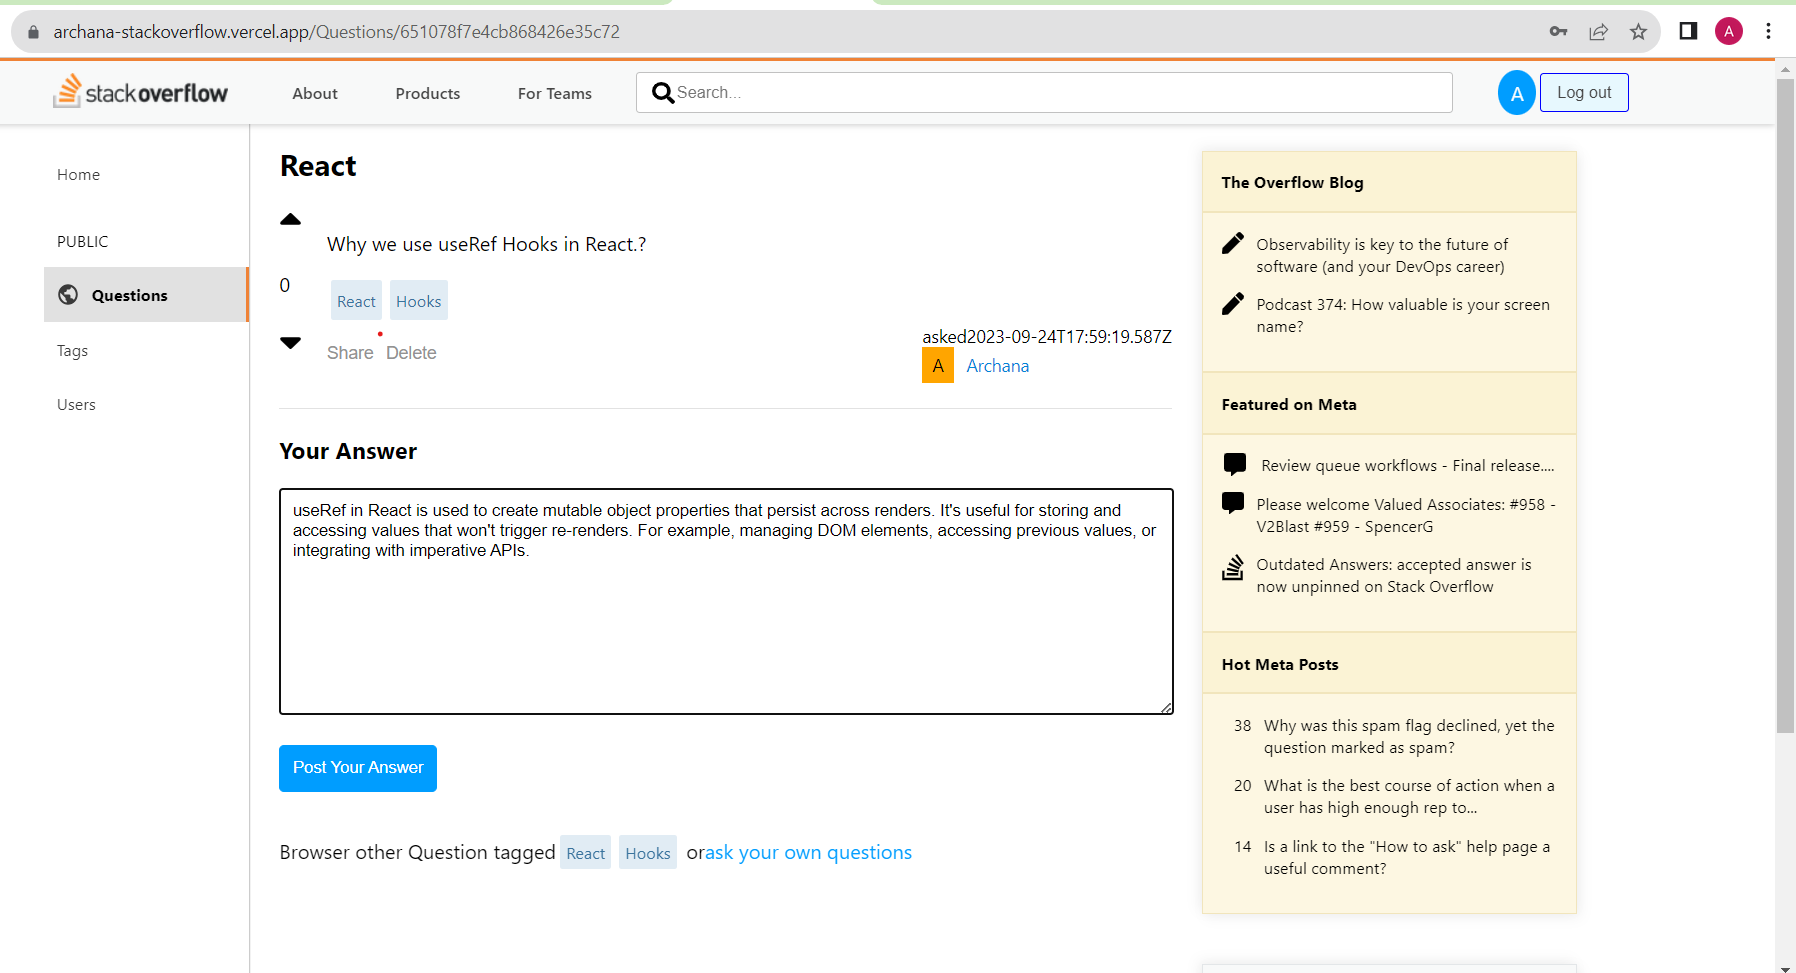 archana-stackoverflow.vercel.app/Questions/651078f7e4cb868426e35c72
A
stackoverflow
About
Products
For Teams
Search...
A
Log out
Home
PUBLIC
Questions
Tags
Users
React
Why we use useRef Hooks in React.?
0
React Hooks
Share Delete
asked2023-09-24T17:59:19.587Z
A Archana
Your Answer
useRef in React is used to create mutable object properties that persist across renders. It's useful for storing and
accessing values that won't trigger re-renders. For example, managing DOM elements, accessing previous values, or
integrating with imperative APIs.
Post Your Answer
Browser other Question tagged React Hooks orask your own questions
The Overflow Blog
Observability is key to the future of
software (and your DevOps career)
Podcast 374: How valuable is your screen
name?
Featured on Meta
Review queue workflows - Final release....
Please welcome Valued Associates: #958 -
V2Blast #959 - SpencerG
Outdated Answers: accepted answer is
now unpinned on Stack Overflow
Hot Meta Posts
38 Why was this spam flag declined, yet the
question marked as spam?
20 What is the best course of action when a
user has high enough rep to...
14 Is a link to the "How to ask" help page a
useful comment?